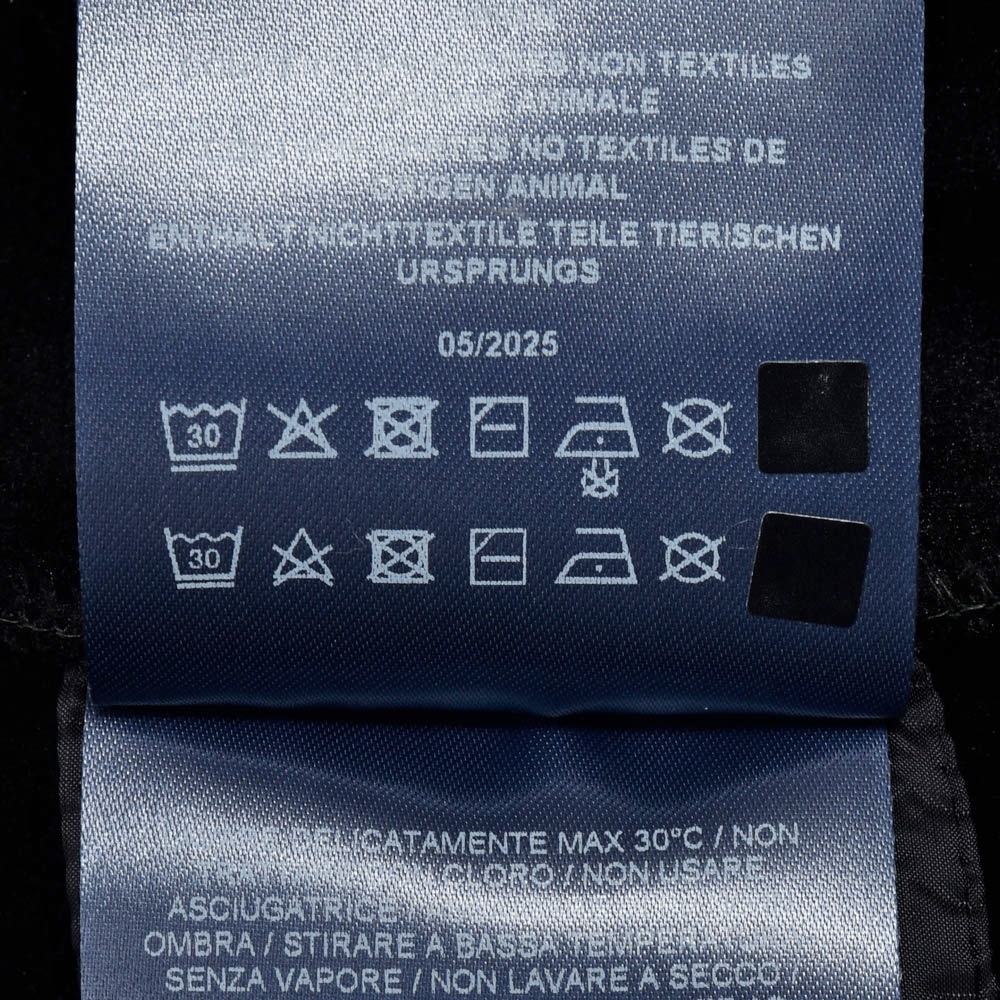 NON TEXTILES
ANIMALE
NO TEXTILES DE
ORIGEN ANIMAL
ENTHÄLT NICHTTEXTILE TEILE TIERISCHEN
URSPRUNGS
05/2025
30
30
DELICATAMENTE MAX 30°C / NON
CLORO / NON USARE
ASCIUGATRICE
OMBRA / STIRARE A BASSA TEMPERATURA
SENZA VAPORE / NON LAVARE A SECCO /